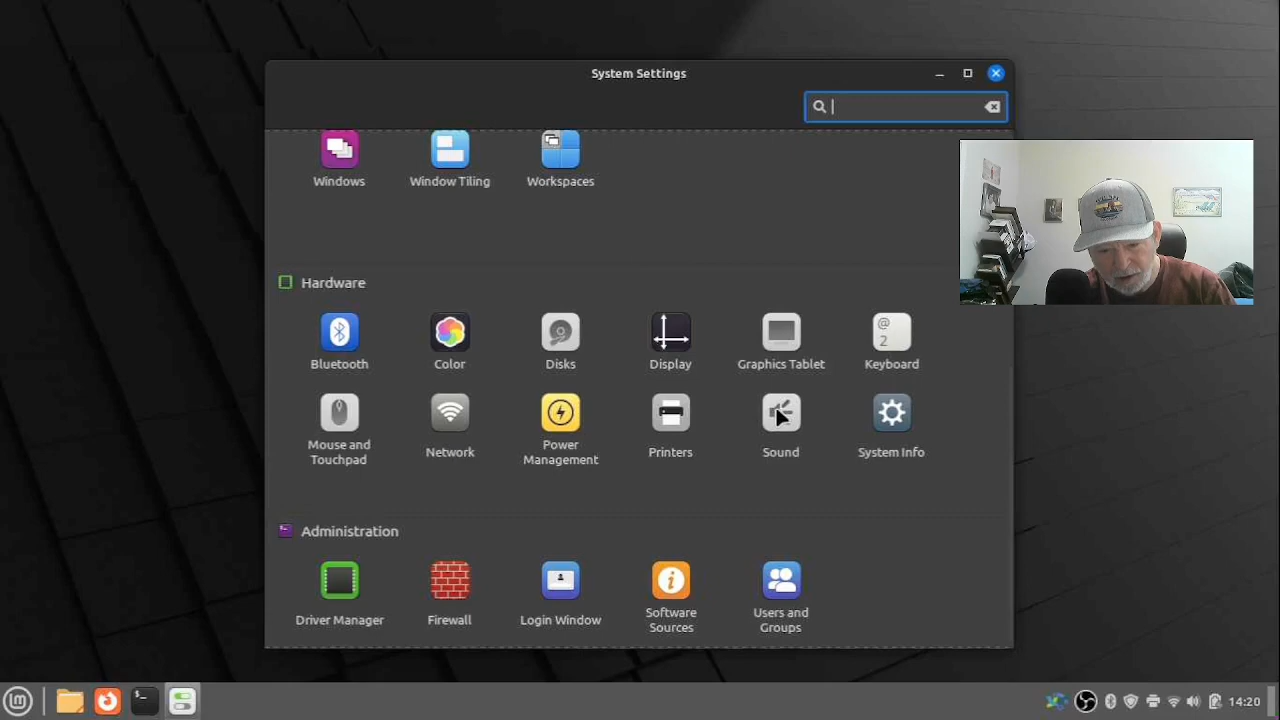 System Settings
Windows
Window Tiling
Workspaces
Hardware
Bluetooth
Color
Disks
Display
Graphics Tablet
@
2
Keyboard
Mouse and
Touchpad
Network
Power
Management
Printers
Sound
System Info
Administration
Driver Manager
Firewall
Login Window
Software
Sources
Users and
Groups
14:20